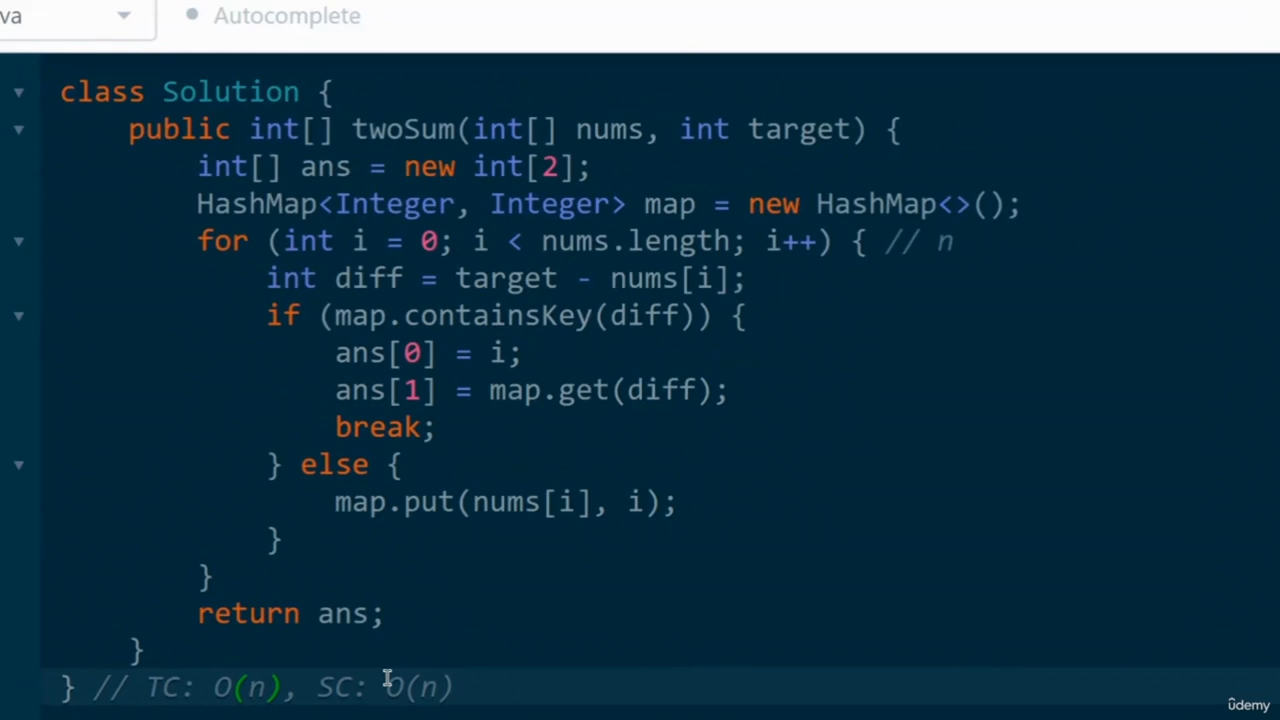 va
Autocomplete
class Solution {
public int[] twoSum(int[] nums, int target) {
int[] ans = new int[2];
HashMap<Integer, Integer> map = new HashMap<>();
for (int i = 0; i < nums.length; i++) { // n
int diff = target - nums[i];
if (map.containsKey(diff)) {
ans[0] = i;
ans[1] = map.get(diff);
break;
} else {
map.put(nums[i], i);
}
}
return ans;
}
} // TC: O(n), SC: O(n)
ûdemy